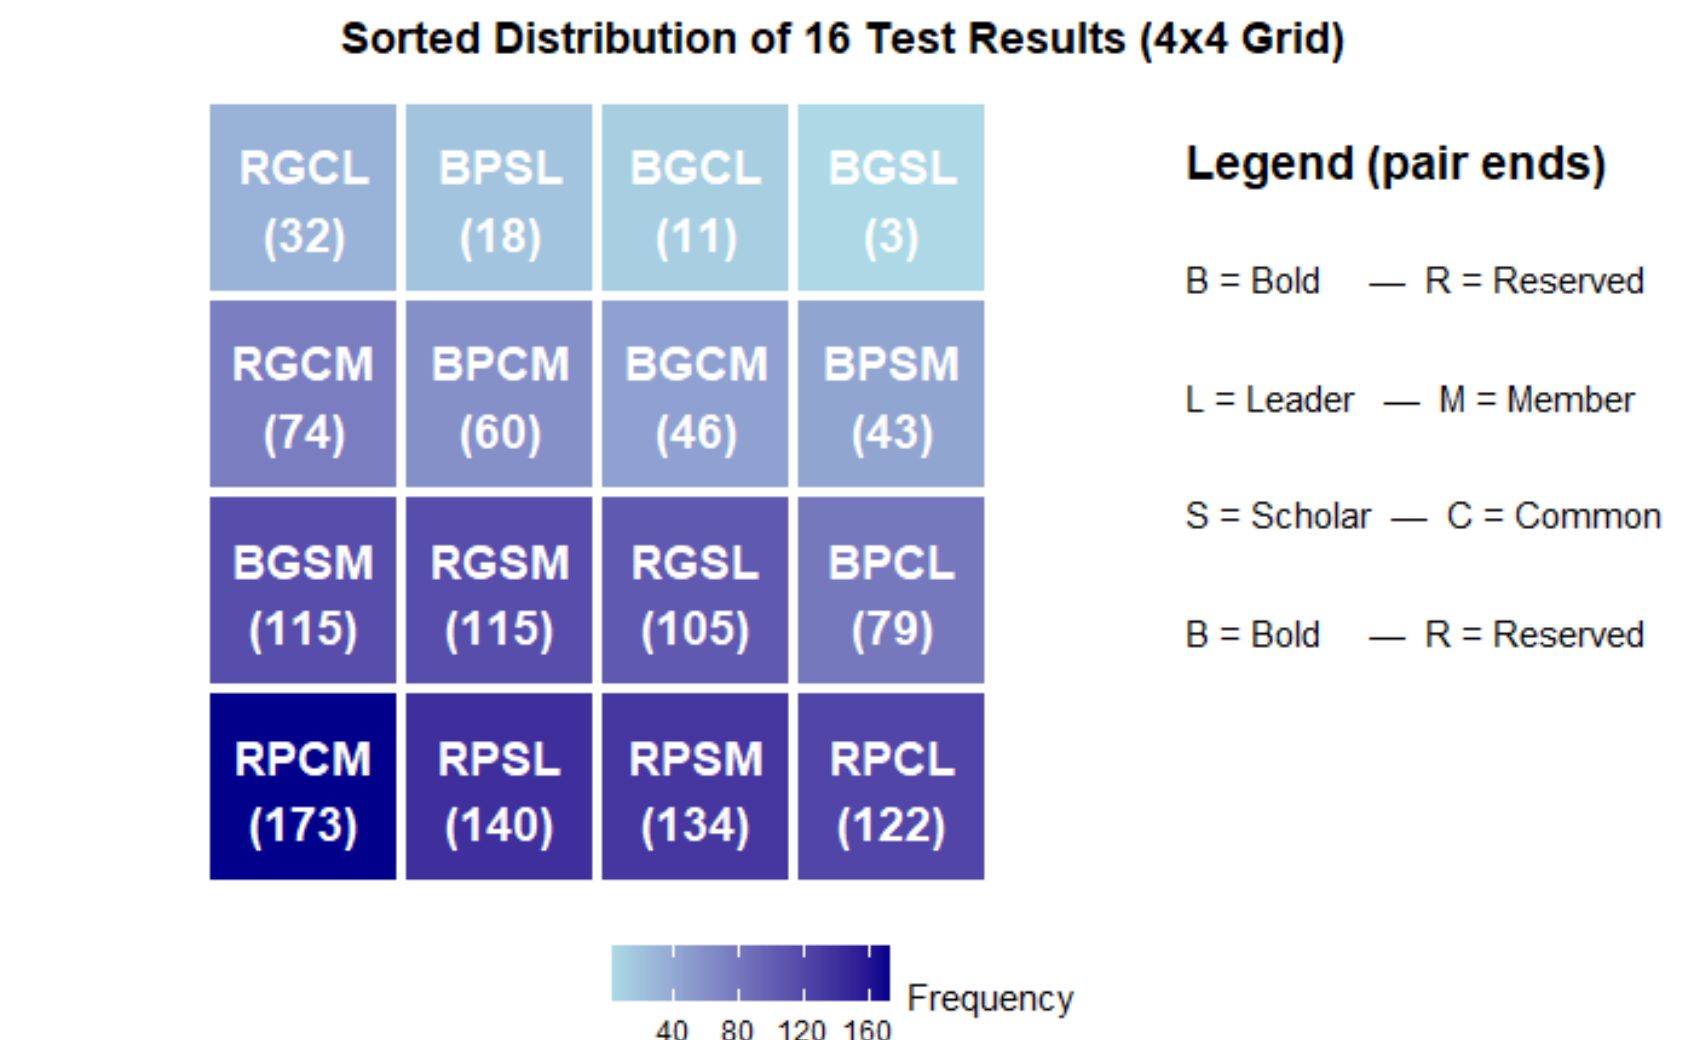 Sorted Distribution of 16 Test Results (4x4 Grid)
RGCL
(32)
BPSL
(18)
BGCL
(11)
BGSL
(3)
RGCM
(74)
BPCM
(60)
BGCM
(46)
BPSM
(43)
BGSM
(115)
RGSM
(115)
RGSL
(105)
BPCL
(79)
RPCM
(173)
RPSL
(140)
RPSM
(134)
RPCL
(122)
Legend (pair ends)
B = Bold — R = Reserved
L = Leader — M = Member
S = Scholar — C = Common
B = Bold — R = Reserved
Frequency
40 80 120 160